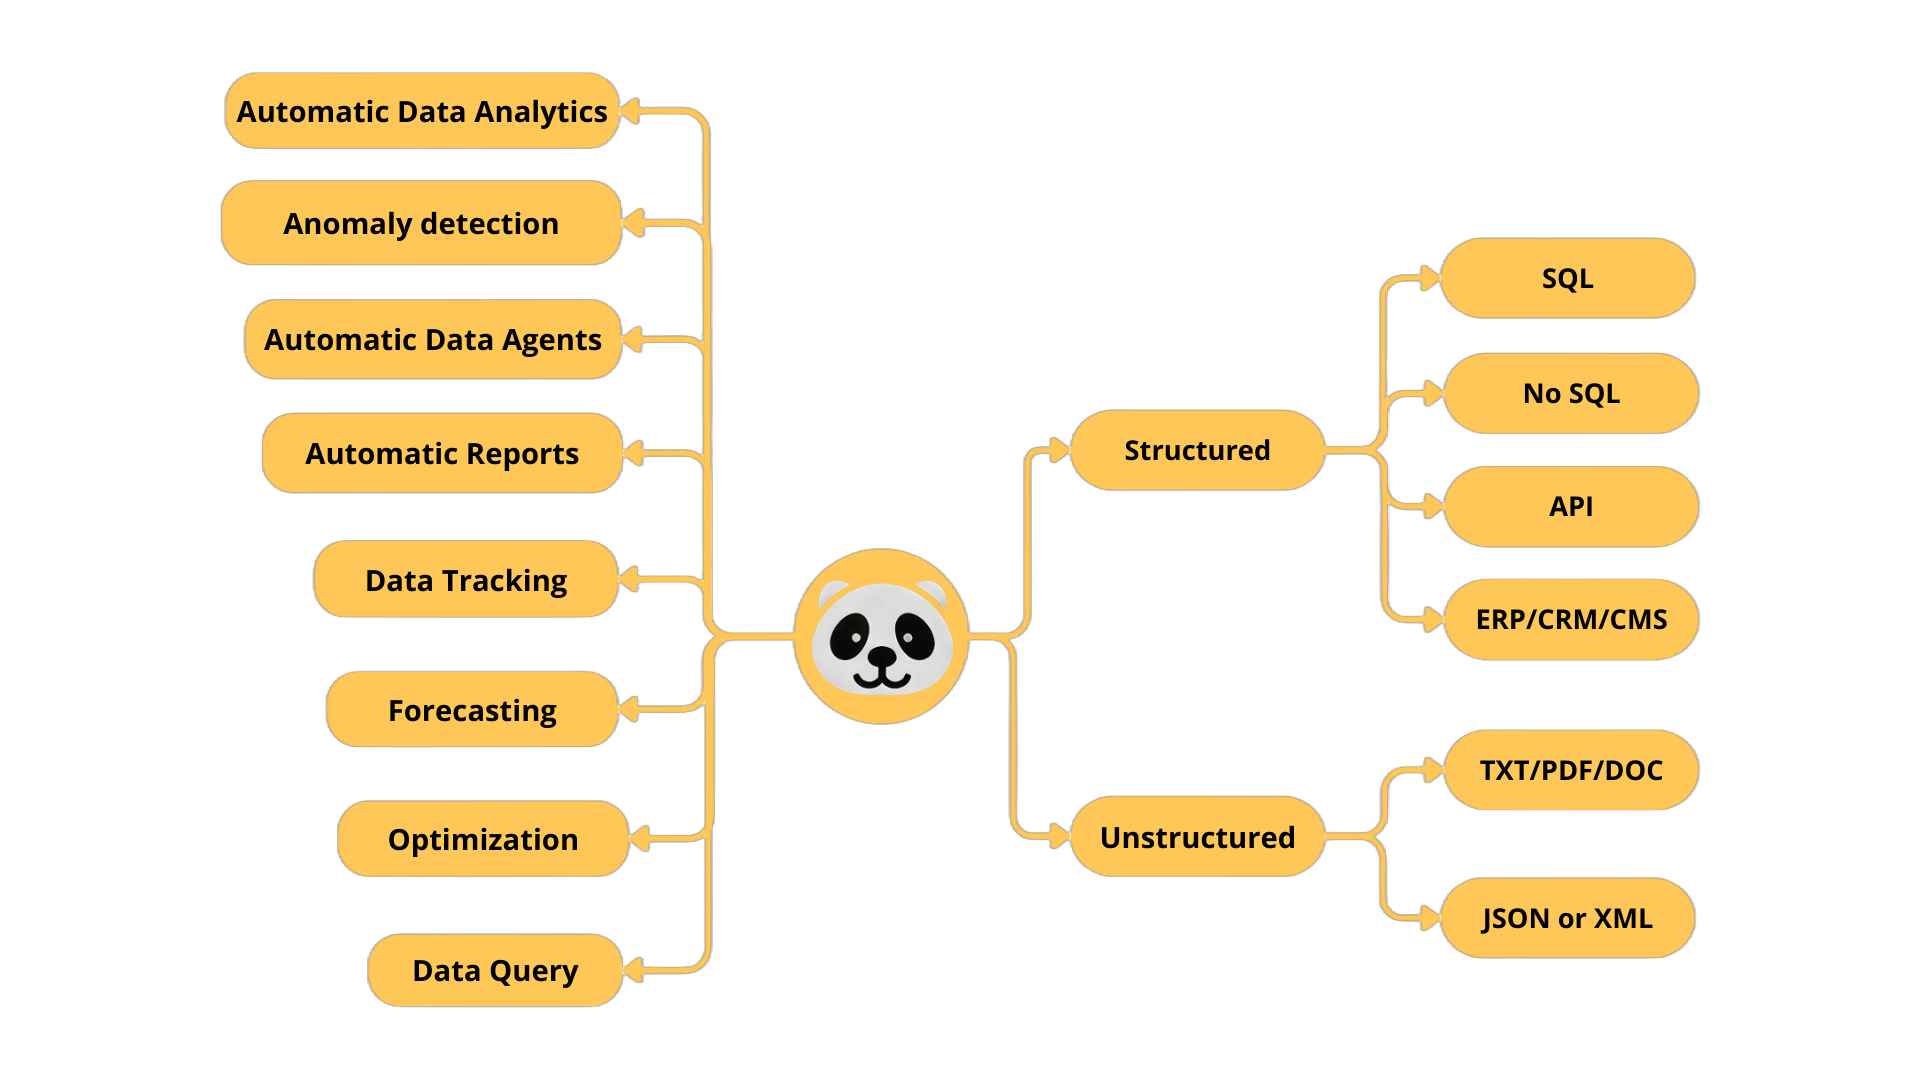 Automatic Data Analytics
Anomaly detection
Automatic Data Agents
Automatic Reports
Data Tracking
Forecasting
Optimization
Data Query
Structured
Unstructured
SQL
No SQL
API
ERP/CRM/CMS
TXT/PDF/DOC
JSON or XML